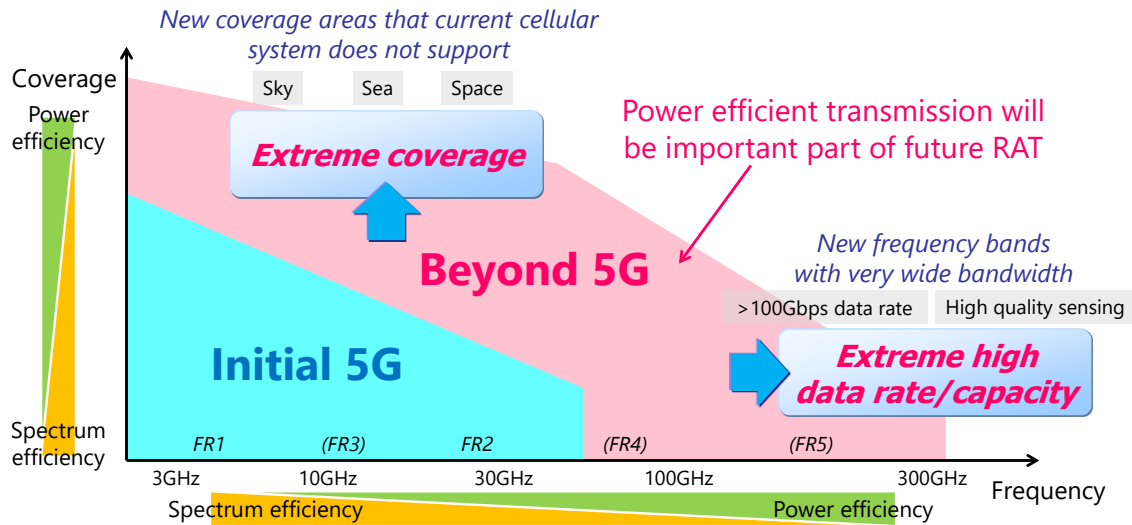 New coverage areas that current cellular
system does not support
Coverage
Sky
Sea
Space
Power
efficiency
Extreme coverage
Power efficient transmission will
be important part of future RAT
Beyond 5G
New frequency bands
with very wide bandwidth
>100Gbps data rate
High quality sensing
Initial 5G
Extreme high
data rate/capacity
Spectrum
efficiency
FR1
(FR3)
FR2
(FR4)
(FR5)
3GHz
10GHz
30GHz
100GHz
300GHz
Frequency
Spectrum efficiency
Power efficiency